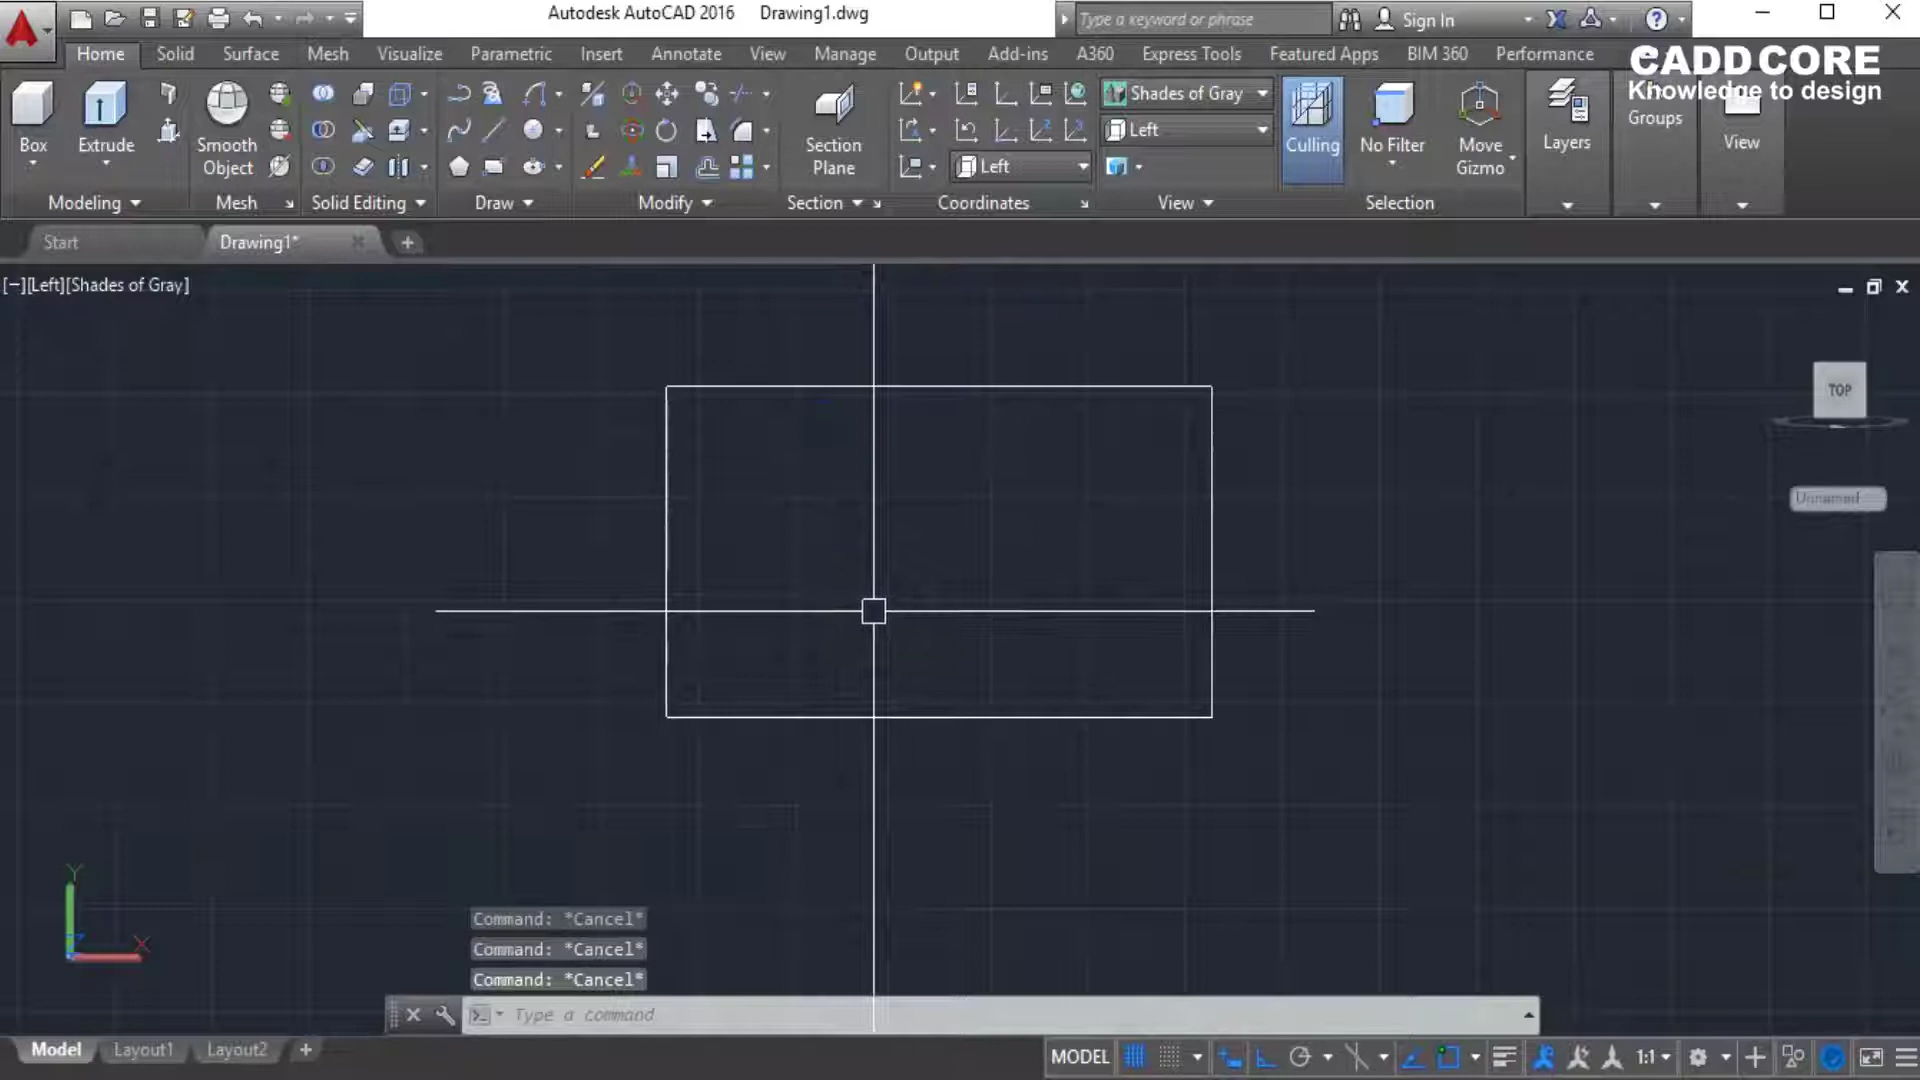 Autodesk AutoCAD 2016 Drawing1.dwg
Type a keyword or phrase
Sign In
Home Solid Surface Mesh Visualize Parametric Insert Annotate View Manage Output Add-ins A360 Express Tools Featured Apps BIM 360 Performance
CADD CORE
Knowledge to design
Box
Extrude
Smooth
Object
Section
Plane
Shades of Gray
Left
Left
Culling
No Filter
Move
Gizmo
Layers
Groups
View
Modeling
Mesh
Solid Editing
Draw
Modify
Section
Coordinates
View
Selection
Start
Drawing1*
[−][Left][Shades of Gray]
TOP
Unnamed
Y
X
Command: *Cancel*
Command: *Cancel*
Command: *Cancel*
Type a command
Model
Layout1
Layout2
MODEL
1:1